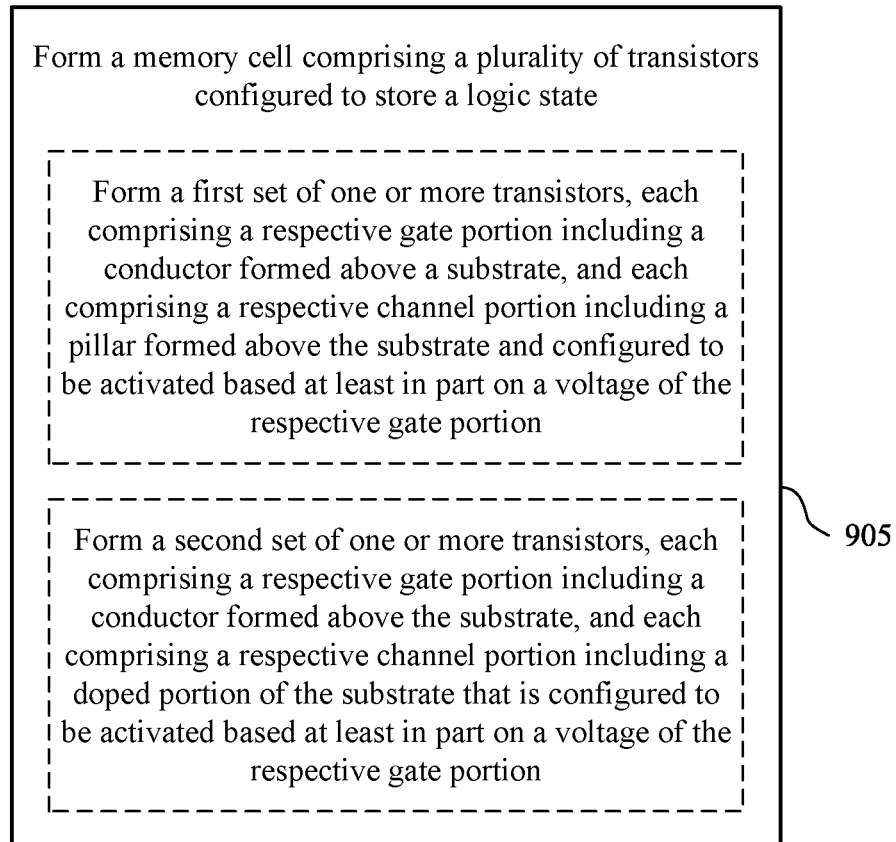 Form a memory cell comprising a plurality of transistors
configured to store a logic state
Form a first set of one or more transistors, each
comprising a respective gate portion including a
conductor formed above a substrate, and each
comprising a respective channel portion including a
pillar formed above the substrate and configured to
be activated based at least in part on a voltage of the
respective gate portion
Form a second set of one or more transistors, each
comprising a respective gate portion including a
conductor formed above the substrate, and each
comprising a respective channel portion including a
doped portion of the substrate that is configured to
be activated based at least in part on a voltage of the
respective gate portion
905